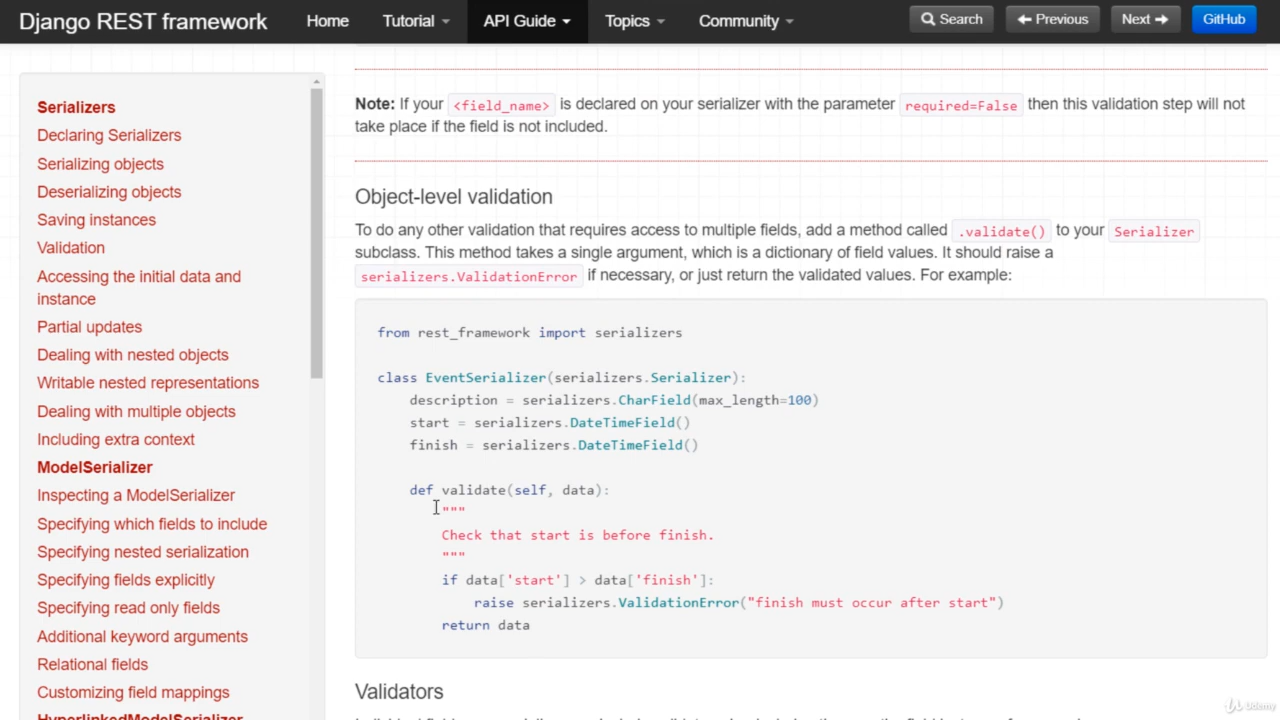 Django REST framework Home Tutorial API Guide Topics Community Search Previous Next GitHub
Serializers
Declaring Serializers
Serializing objects
Deserializing objects
Saving instances
Validation
Accessing the initial data and
instance
Partial updates
Dealing with nested objects
Writable nested representations
Dealing with multiple objects
Including extra context
ModelSerializer
Inspecting a ModelSerializer
Specifying which fields to include
Specifying nested serialization
Specifying fields explicitly
Specifying read only fields
Additional keyword arguments
Relational fields
Customizing field mappings
HyperlinkedModelSerializer
Note: If your <field_name> is declared on your serializer with the parameter required=False then this validation step will not
take place if the field is not included.
Object-level validation
To do any other validation that requires access to multiple fields, add a method called .validate() to your Serializer
subclass. This method takes a single argument, which is a dictionary of field values. It should raise a
serializers.ValidationError if necessary, or just return the validated values. For example:
from rest_framework import serializers
class EventSerializer(serializers.Serializer):
description = serializers.CharField(max_length=100)
start = serializers.DateTimeField()
finish = serializers.DateTimeField()
def validate(self, data):
"""
Check that start is before finish.
"""
if data['start'] > data['finish']:
raise serializers.ValidationError("finish must occur after start")
return data
Validators
Udemy